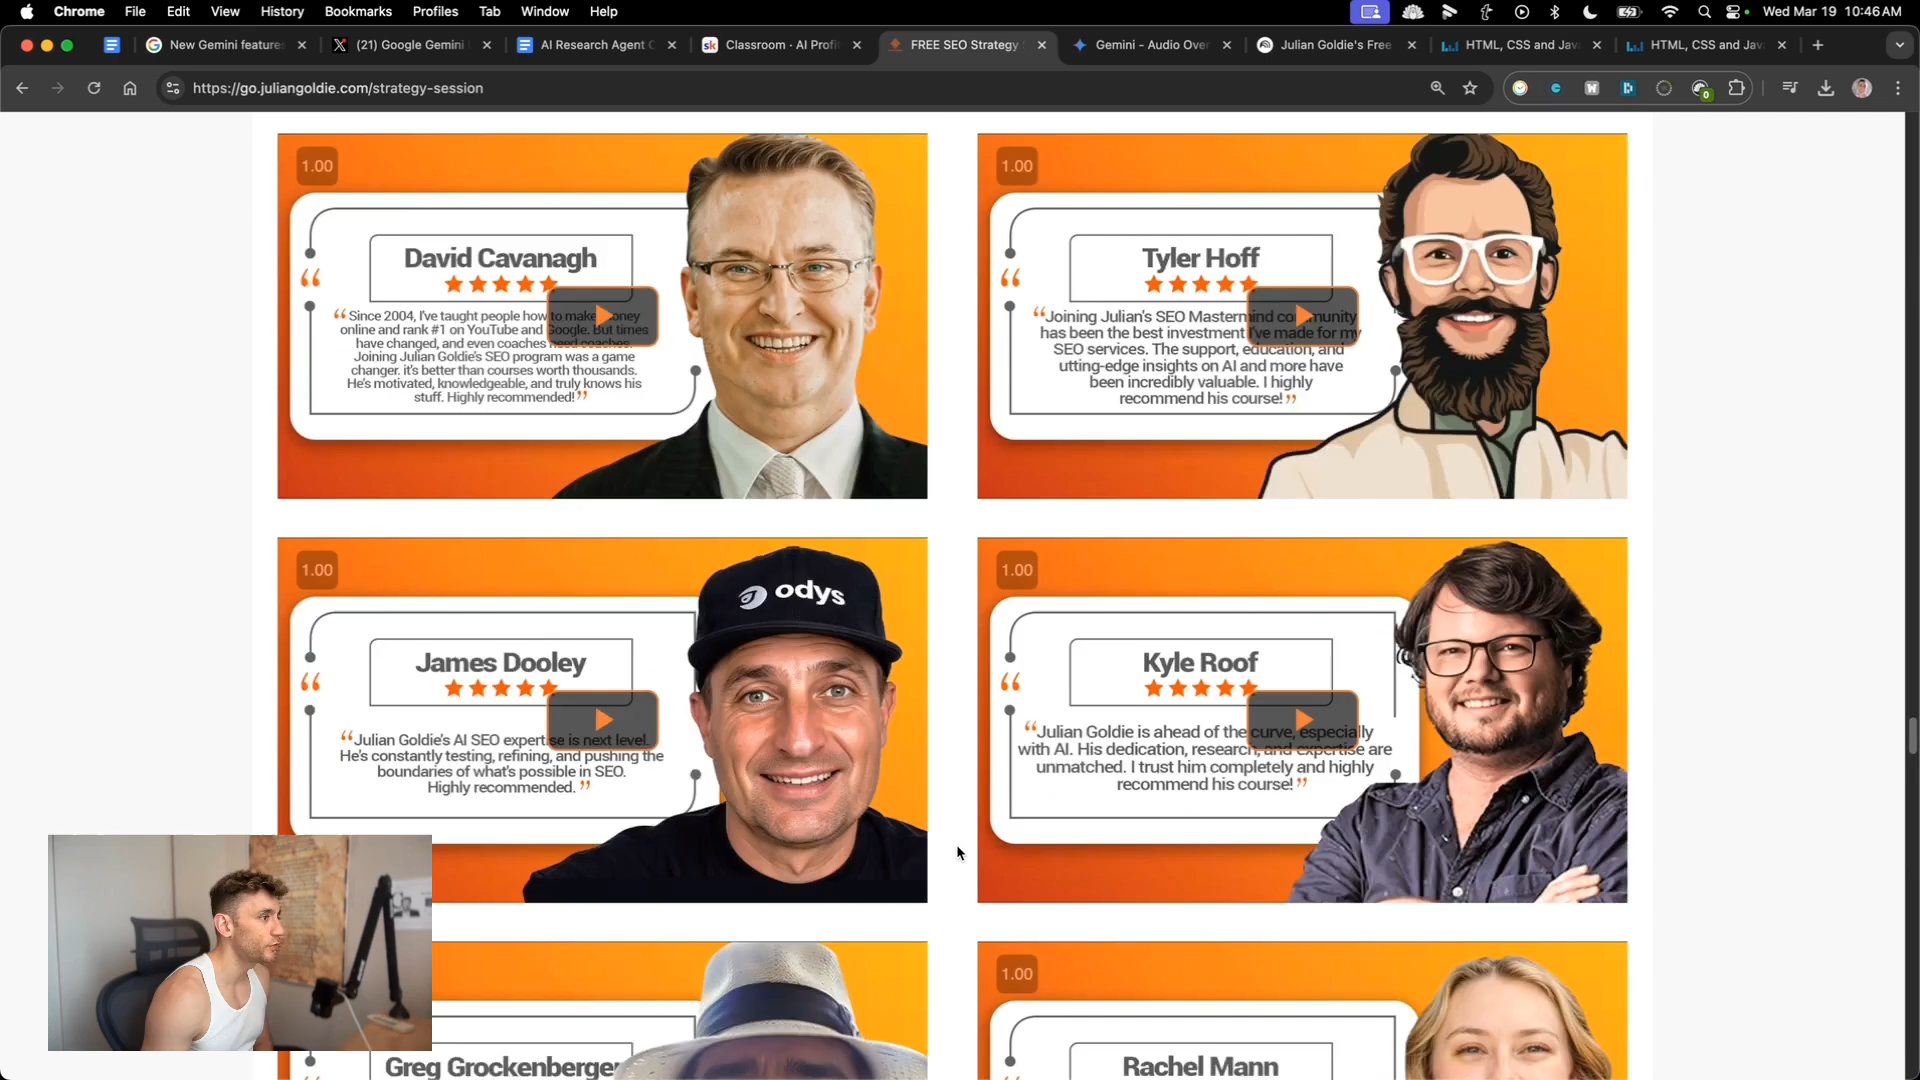 Chrome File Edit View History Bookmarks Profiles Tab Window Help
Wed Mar 19 10:46 AM
New Gemini features
(21) Google Gemini
AI Research Agent
Classroom · AI Profi
FREE SEO Strategy
Gemini - Audio Over
Julian Goldie's Free
HTML, CSS and Jav
HTML, CSS and Jav
https://go.juliangoldie.com/strategy-session
0
1.00
David Cavanagh
“Since 2004, I've taught people how to make money
online and rank #1 on YouTube and Google. But times
have changed, and even coaches need coaches.
Joining Julian Goldie's SEO program was a game
changer. it's better than courses worth thousands.
He's motivated, knowledgeable, and truly knows his
stuff. Highly recommended!”
1.00
Tyler Hoff
“Joining Julian's SEO Mastermind community
has been the best investment I've made for my
SEO services. The support, education, and
utting-edge insights on AI and more have
been incredibly valuable. I highly
recommend his course!”
1.00
odys
James Dooley
“Julian Goldie's AI SEO expertise is next level.
He's constantly testing, refining, and pushing the
boundaries of what's possible in SEO.
Highly recommended.”
1.00
Kyle Roof
“Julian Goldie is ahead of the curve, especially
with AI. His dedication, research, and expertise are
unmatched. I trust him completely and highly
recommend his course!”
Greg Grockenberger
1.00
Rachel Mann